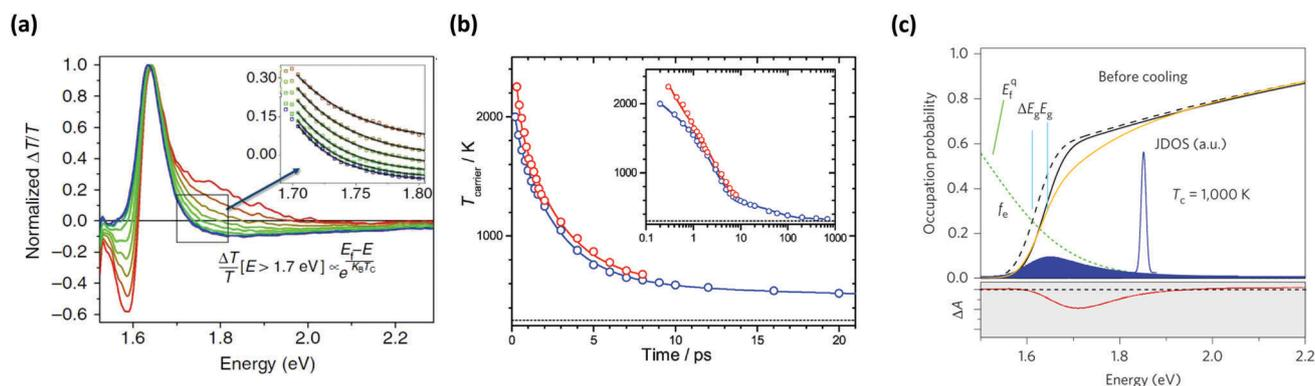 (a)
Normalized ΔT/T
1.0
0.8
0.6
0.4
0.2
−0.0
−0.2
−0.4
−0.6
1.6 1.8 2.0 2.2
Energy (eV)
0.30
0.15
0.00
1.70 1.75 1.80
ΔT/T [E > 1.7 eV] ∝ e^((E_f−E)/(K_BT_C))
(b)
T_carrier / K
2000
1000
0 5 10 15 20
Time / ps
2000
1000
0.1 1 10 100 1000
(c)
Occupation probability
1.0
0.8
0.6
0.4
0.2
0.0
Before cooling
E_f^q
ΔE_gE_g
JDOS (a.u.)
f_e
T_c = 1,000 K
ΔA
1.6 1.8 2.0 2.2
Energy (eV)